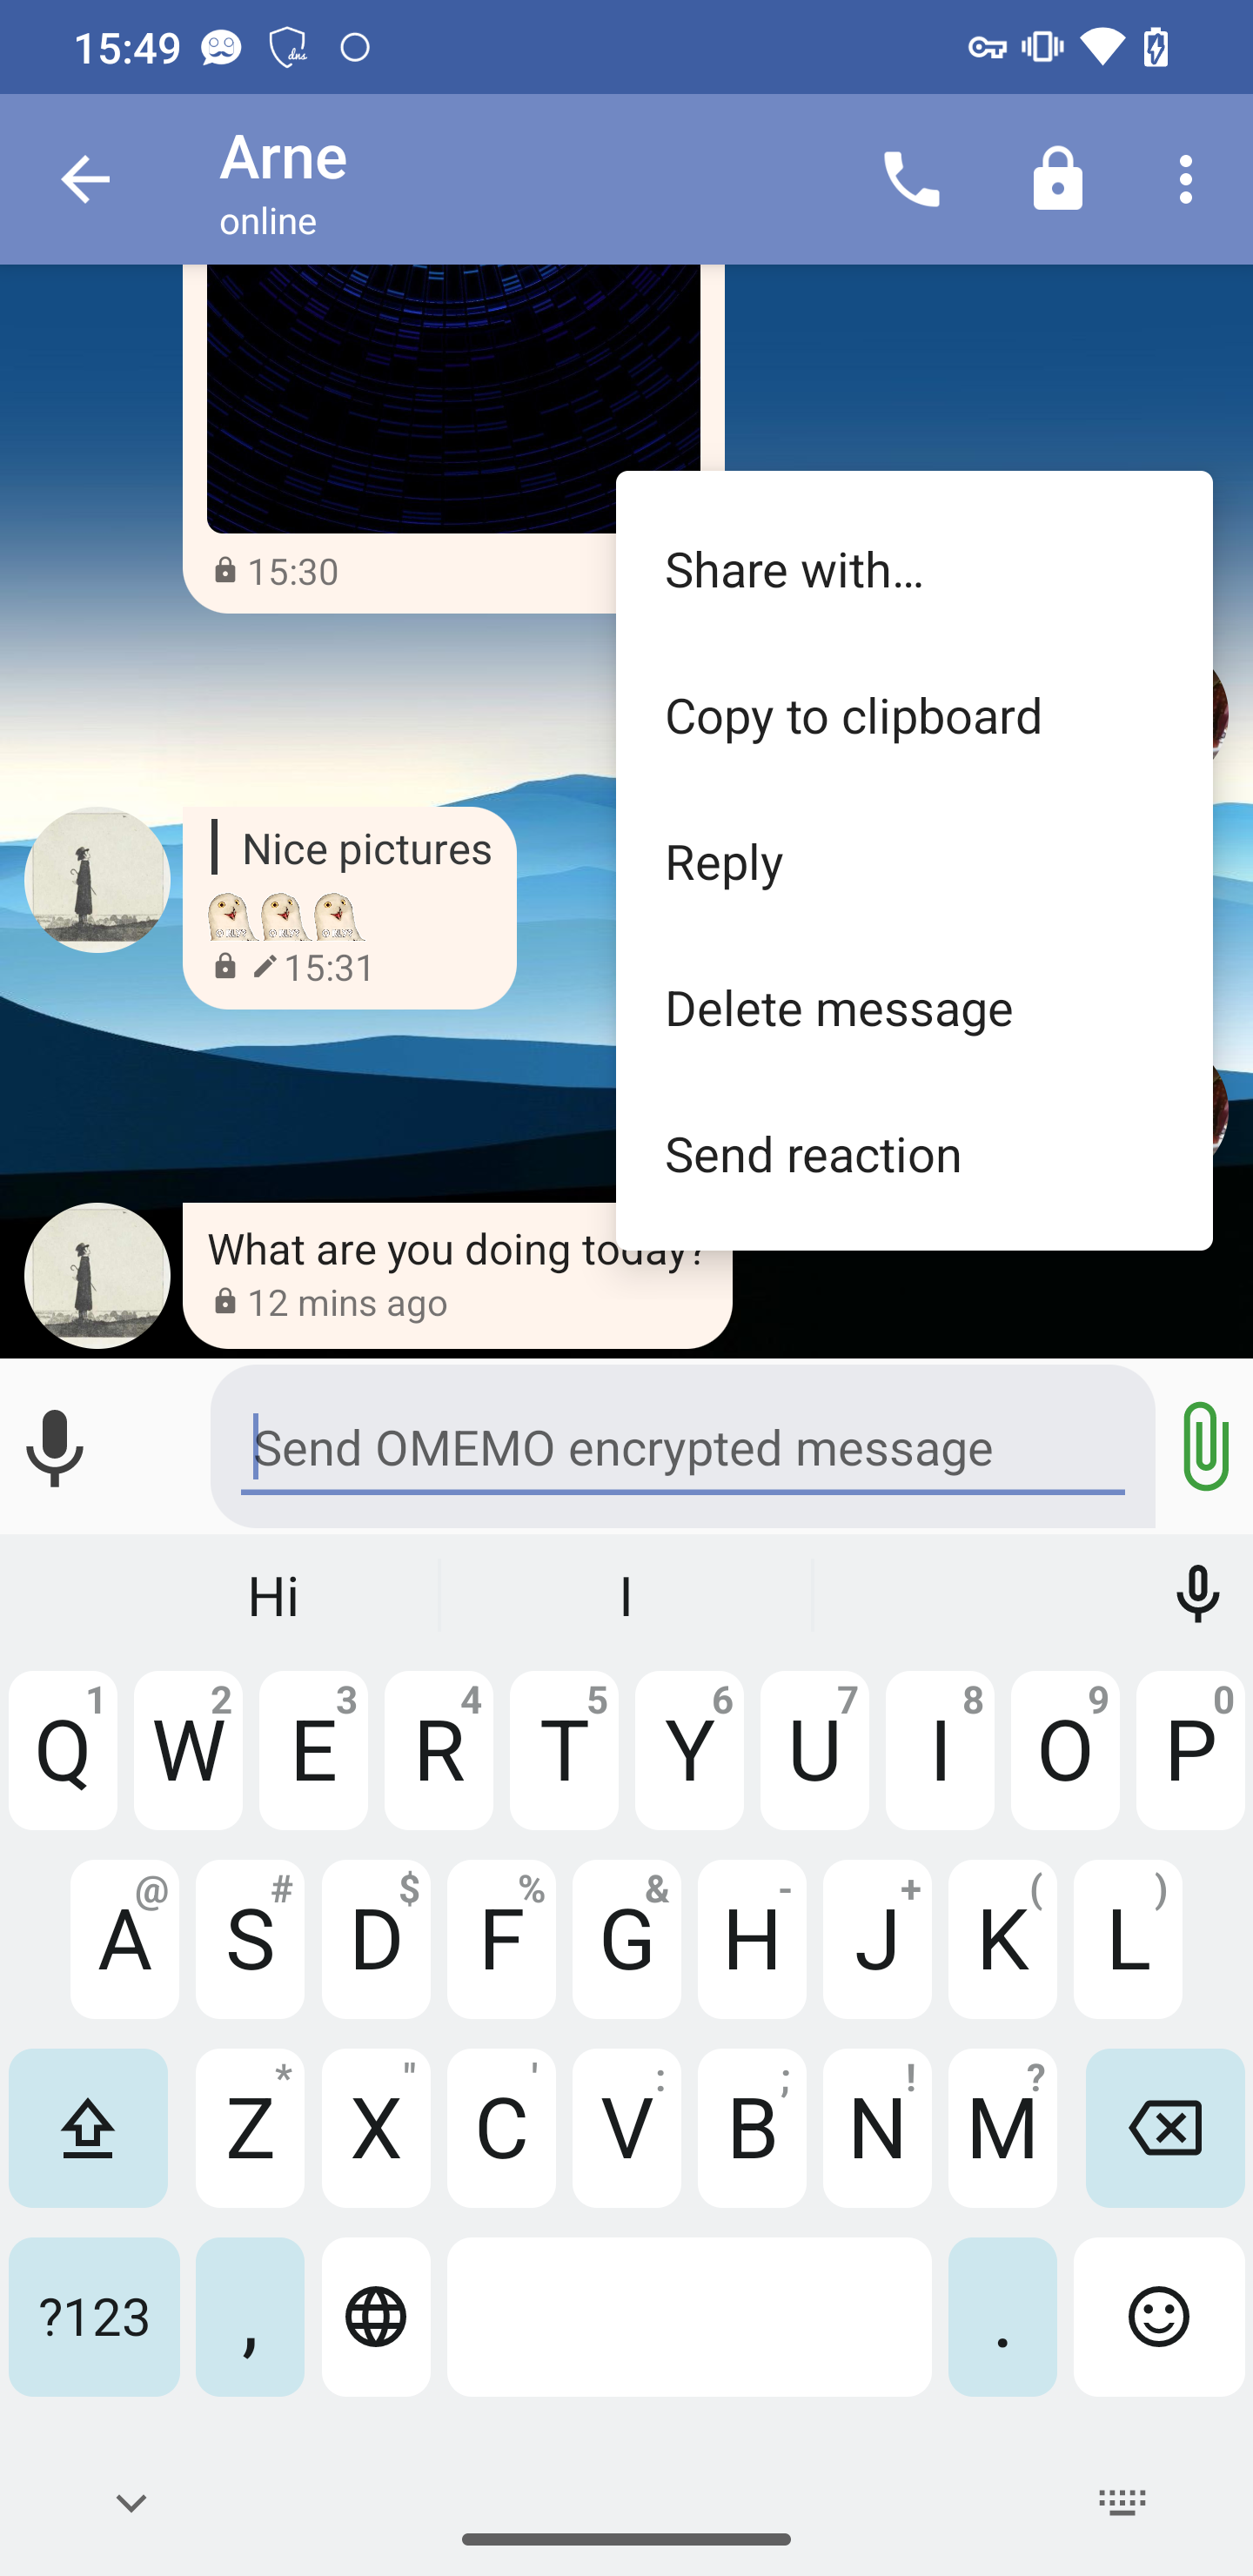 15:49
dns
Arne
online
15:30
Share with…
Copy to clipboard
Reply
Delete message
Send reaction
Nice pictures
15:31
What are you doing today?
12 mins ago
Send OMEMO encrypted message
Hi I
1 2 3 4 5 6 7 8 9 0
Q W E R T Y U I O P
@ # $ % & - + ( )
A S D F G H J K L
* " ' : ; ! ?
Z X C V B N M
?123 , .